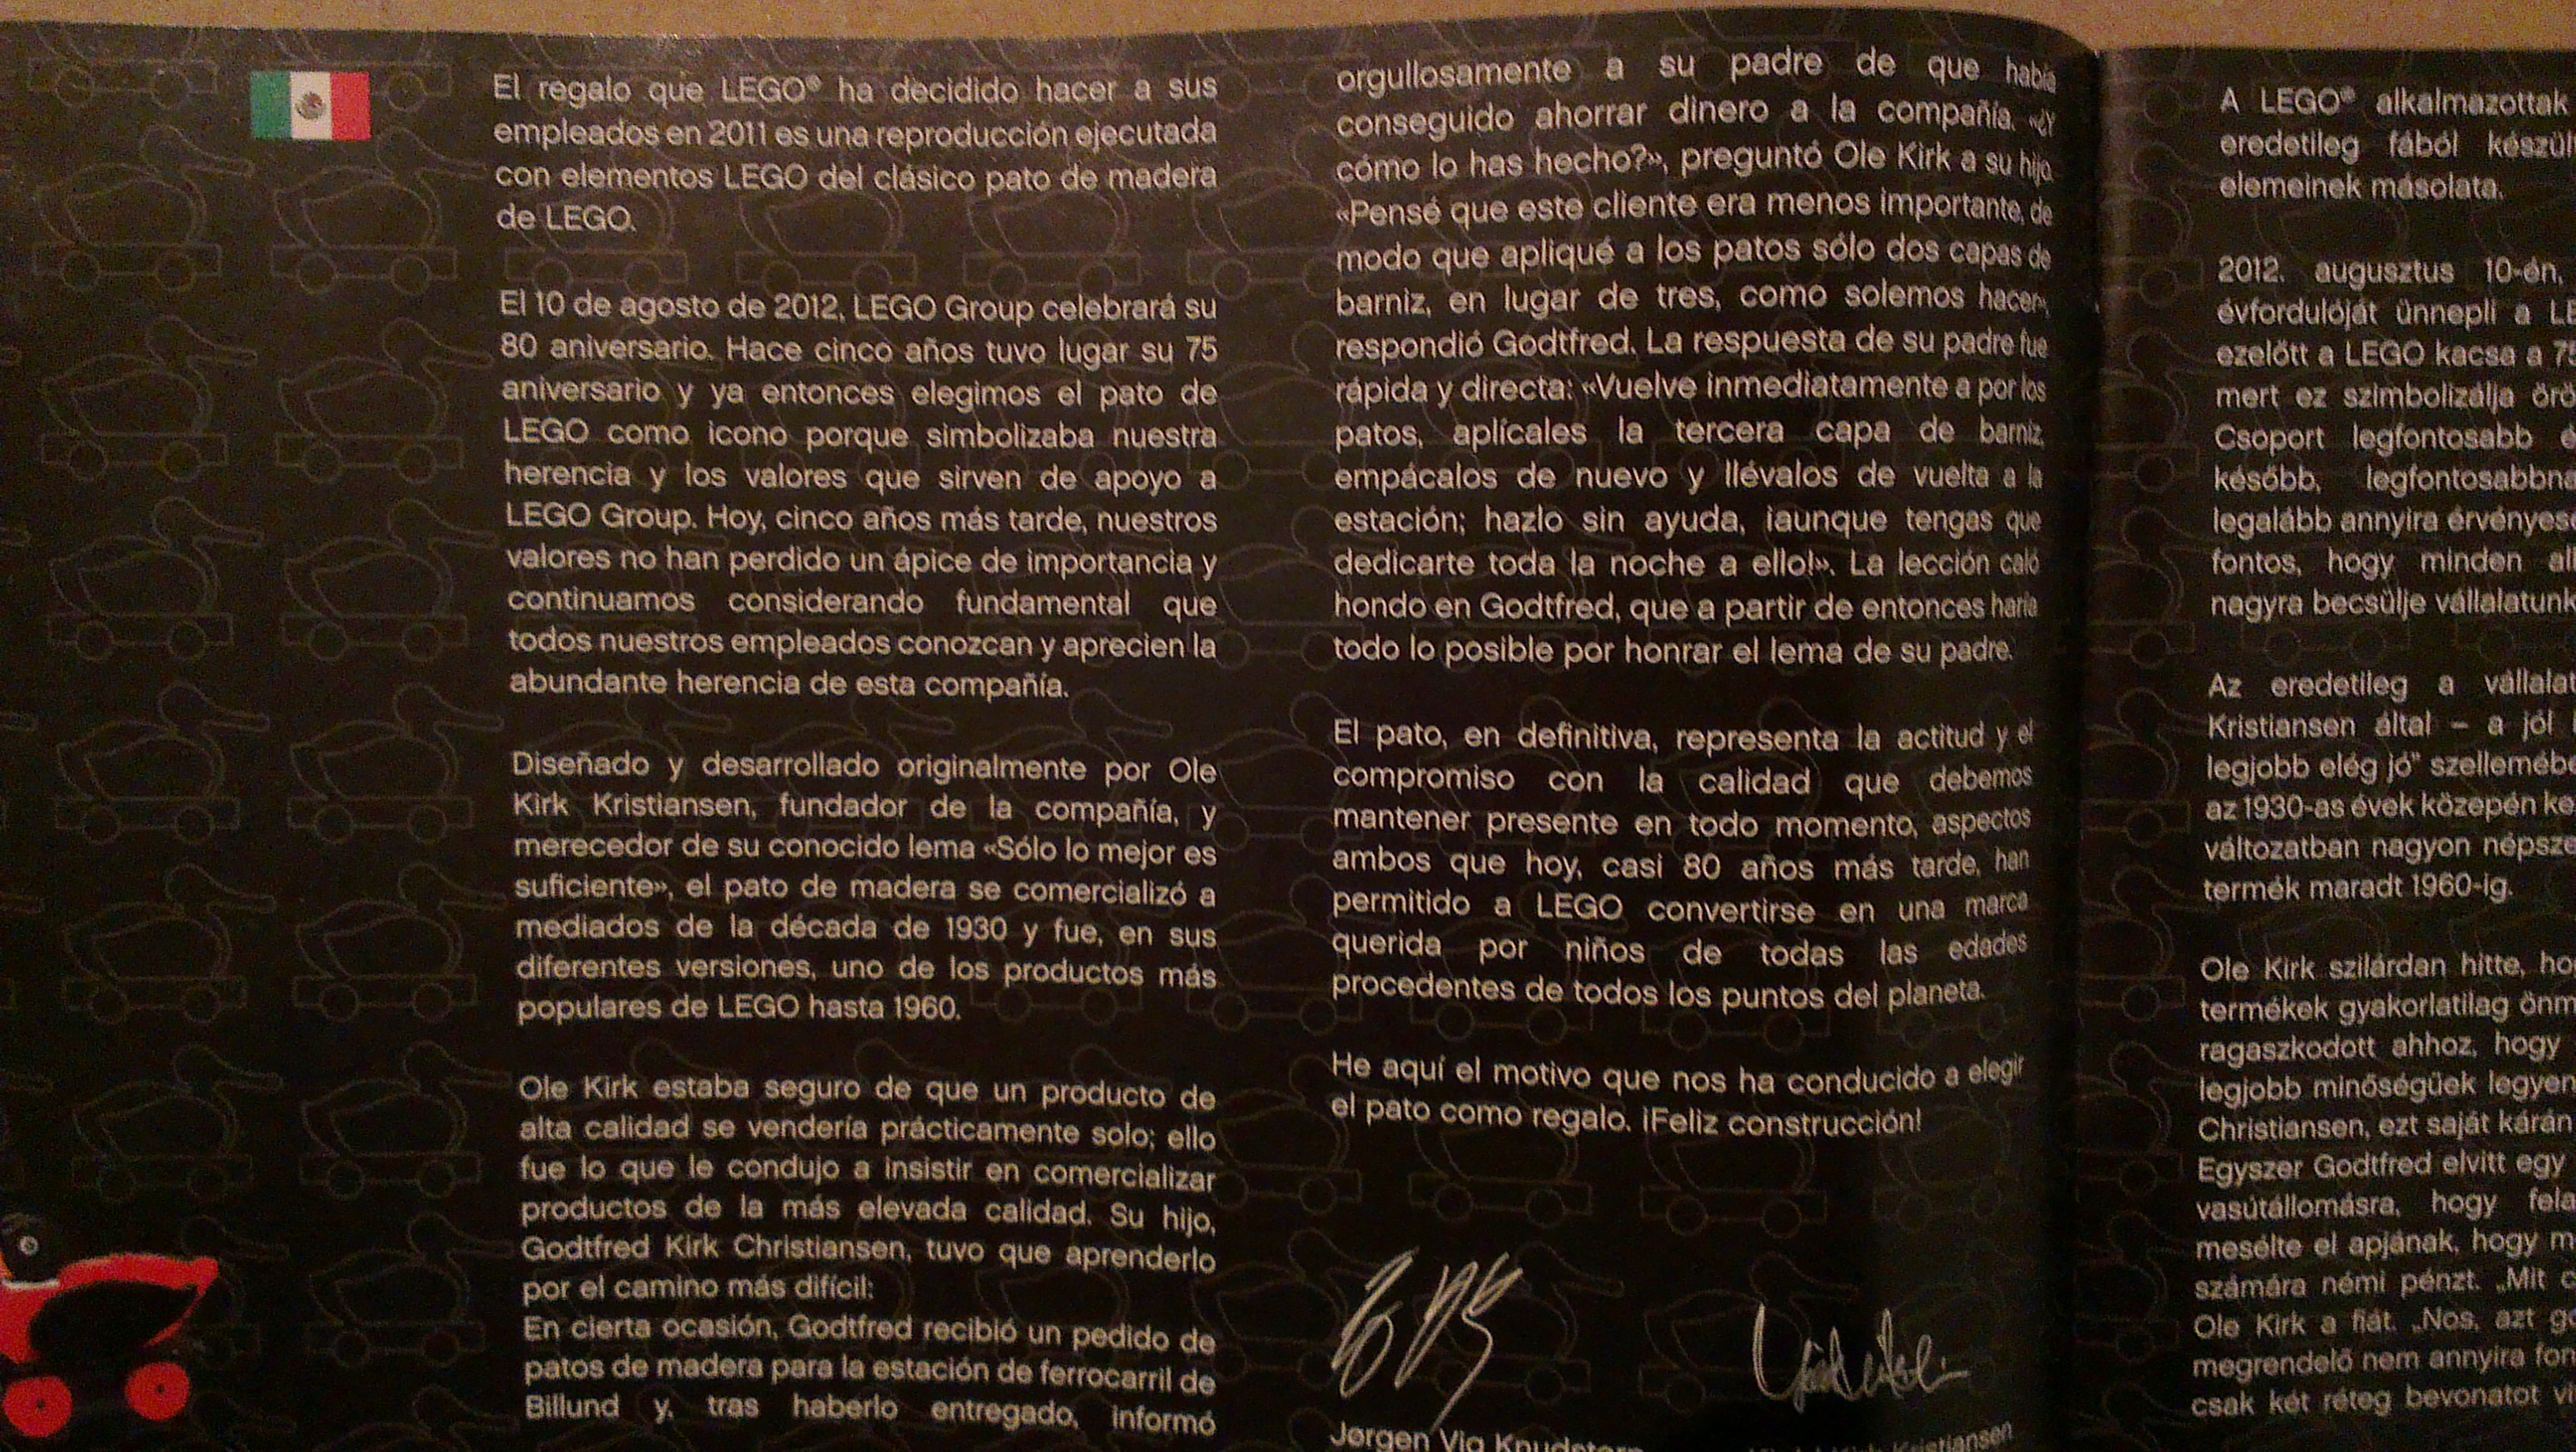 El regalo que LEGO® ha decidido hacer a sus
empleados en 2011 es una reproducción ejecutada
con elementos LEGO del clásico pato de madera
de LEGO.
El 10 de agosto de 2012, LEGO Group celebrará su
80 aniversario. Hace cinco años tuvo lugar su 75
aniversario y ya entonces elegimos el pato de
LEGO como icono porque simbolizaba nuestra
herencia y los valores que sirven de apoyo a
LEGO Group. Hoy, cinco años más tarde, nuestros
valores no han perdido un ápice de importancia y
continuamos considerando fundamental que
todos nuestros empleados conozcan y aprecien la
abundante herencia de esta compañía.
Diseñado y desarrollado originalmente por Ole
Kirk Kristiansen, fundador de la compañía, y
merecedor de su conocido lema «Sólo lo mejor es
suficiente», el pato de madera se comercializó a
mediados de la década de 1930 y fue, en sus
diferentes versiones, uno de los productos más
populares de LEGO hasta 1960.
Ole Kirk estaba seguro de que un producto de
alta calidad se vendería prácticamente solo; ello
fue lo que le condujo a insistir en comercializar
productos de la más elevada calidad. Su hijo,
Godtfred Kirk Christiansen, tuvo que aprenderlo
por el camino más difícil:
En cierta ocasión, Godtfred recibió un pedido de
patos de madera para la estación de ferrocarril de
Billund y, tras haberlo entregado, informó
orgullosamente a su padre de que había
conseguido ahorrar dinero a la compañía. «¿Y
cómo lo has hecho?», preguntó Ole Kirk a su hijo.
«Pensé que este cliente era menos importante, de
modo que apliqué a los patos sólo dos capas de
barniz, en lugar de tres, como solemos hacer»,
respondió Godtfred. La respuesta de su padre fue
rápida y directa: «Vuelve inmediatamente a por los
patos, aplícales la tercera capa de barniz,
empácalos de nuevo y llévalos de vuelta a la
estación; hazlo sin ayuda, ¡aunque tengas que
dedicarte toda la noche a ello!». La lección caló
hondo en Godtfred, que a partir de entonces haría
todo lo posible por honrar el lema de su padre.
El pato, en definitiva, representa la actitud y el
compromiso con la calidad que debemos
mantener presente en todo momento, aspectos
ambos que hoy, casi 80 años más tarde, han
permitido a LEGO convertirse en una marca
querida por niños de todas las edades
procedentes de todos los puntos del planeta.
He aquí el motivo que nos ha conducido a elegir
el pato como regalo. ¡Feliz construcción!
Jørgen Vig Knudstorp
Kristiansen
A LEGO® alkalmazottak
eredetileg fából készül
elemeinek másolata.
2012. augusztus 10-én,
évfordulóját ünnepli a
ezelőtt a LEGO kacsa a
mert ez szimbolizálja
Csoport legfontosabb
később,
legalább annyira
fontos, hogy minden
nagyra becsülje
Az eredetileg a
Kristiansen által – a jól
legjobb elég jó" szellemébe
az 1930-as évek közepén
változatban nagyon
termék maradt 1960-ig.
Ole Kirk szilárdan hitte,
termékek gyakorlatilag
ragaszkodott ahhoz, hogy
legjobb minőségűek
Christiansen, ezt saját kárán
Egyszer Godtfred elvitt egy
vasútállomásra, hogy
mesélte el apjának, hogy
számára némi pénzt. „Mit
Ole Kirk a fiát. „Nos, azt
megrendelő nem annyira
csak két réteg bevonatot